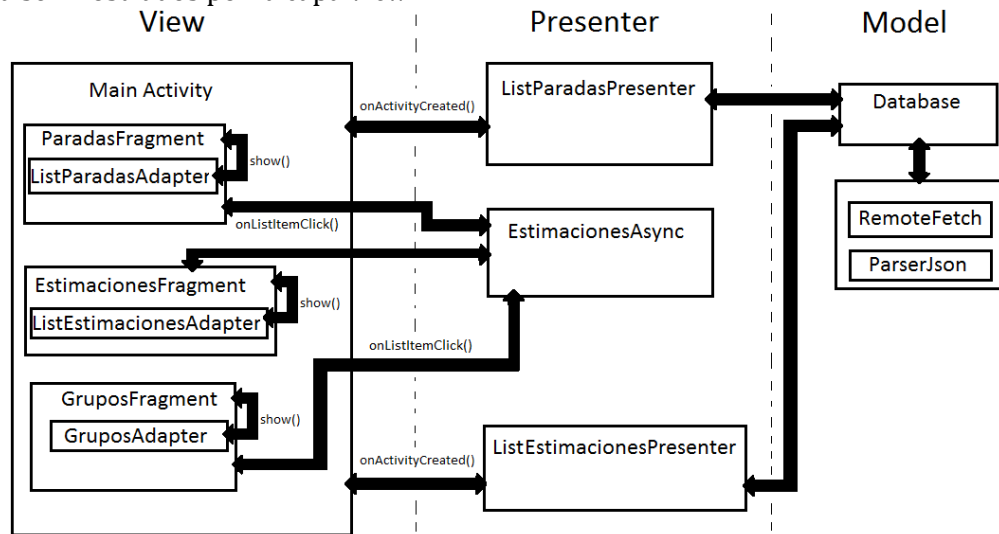 View
Presenter
Model
Main Activity
ParadasFragment
ListParadasAdapter
show()
onActivityCreated()
ListParadasPresenter
Database
RemoteFetch
ParserJson
onListItemClick()
EstimacionesAsync
EstimacionesFragment
ListEstimacionesAdapter
show()
onListItemClick()
GruposFragment
GruposAdapter
show()
onActivityCreated()
ListEstimacionesPresenter